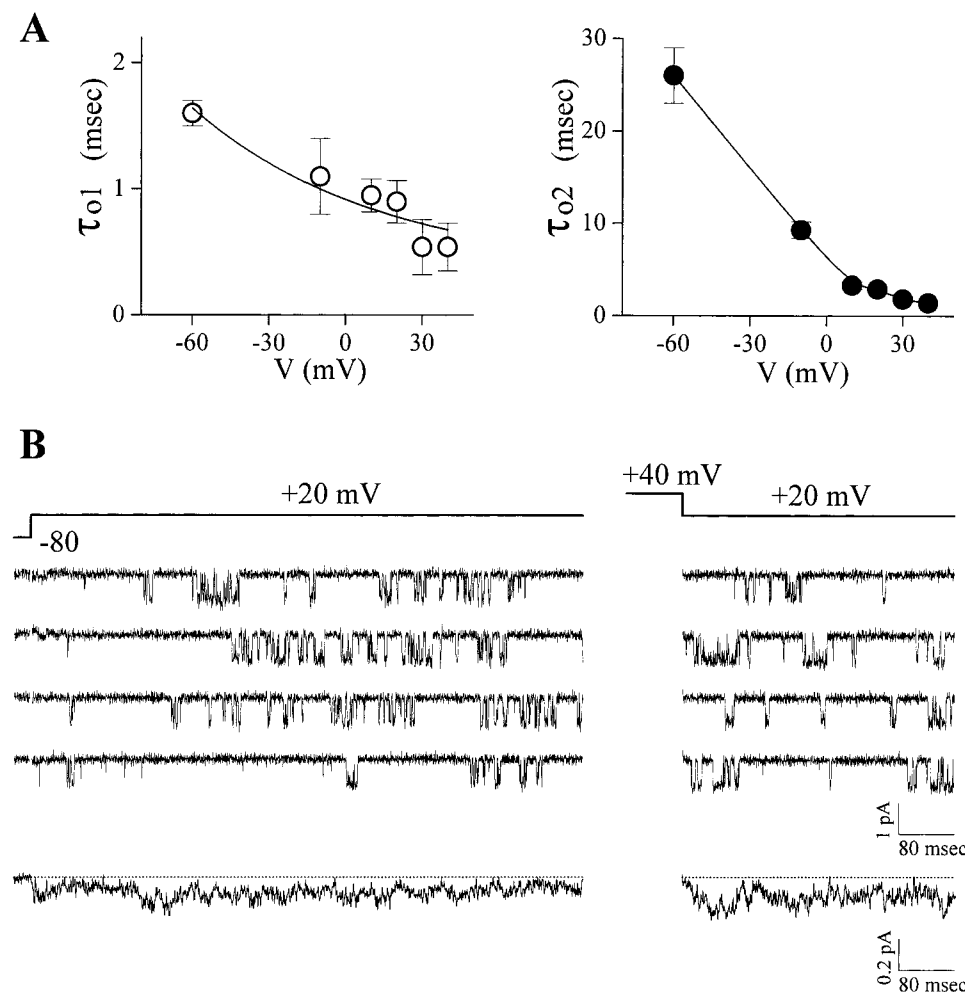 A
τo1 (msec)
2
1
0
-60 -30 0 30
V (mV)
τo2 (msec)
30
20
10
0
-60 -30 0 30
V (mV)
B
+20 mV
-80
+40 mV
+20 mV
1 pA
80 msec
0.2 pA
80 msec